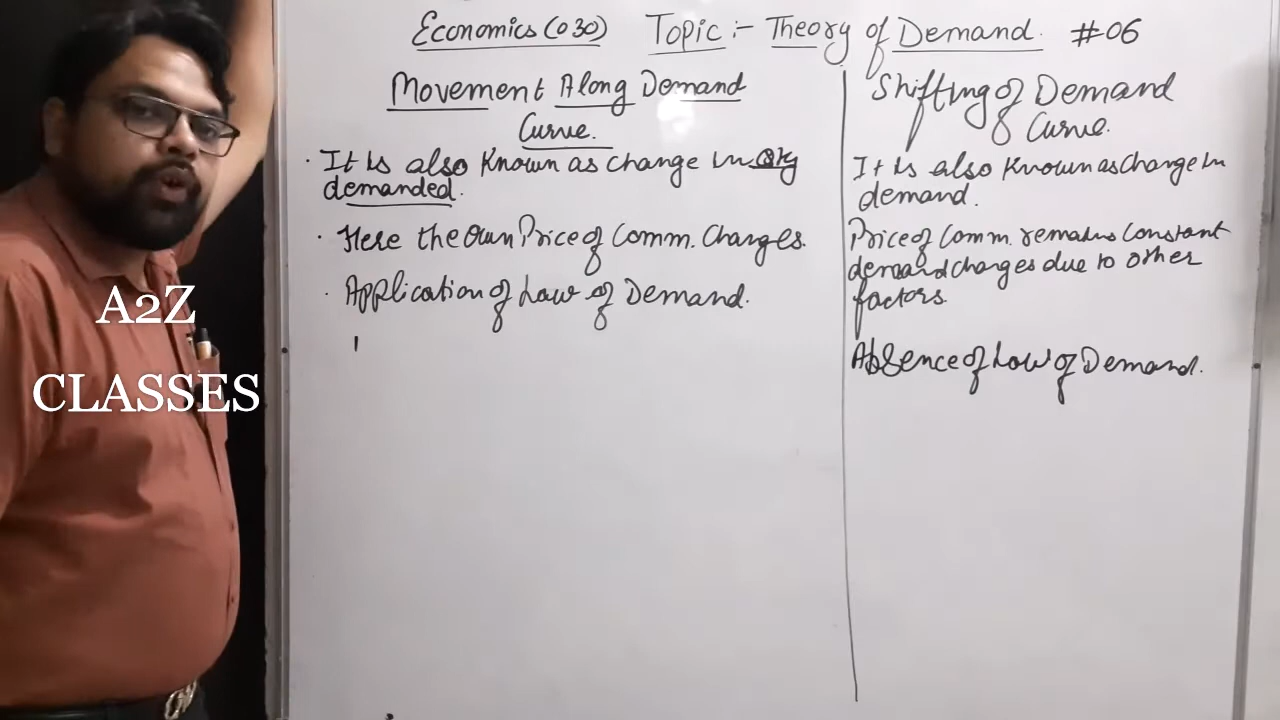 Economics (030) Topic :- Theory of Demand. #06
Movement Along Demand
Curve.
· It is also known as change in qty
demanded.
· Here the own Price of Comm. Changes.
· Application of Law of Demand.
Shifting of Demand
Curve.
It is also known as change in
demand.
Price of Comm. remains constant
demand changes due to other
factors.
Absence of Law of Demand.
A2Z
CLASSES